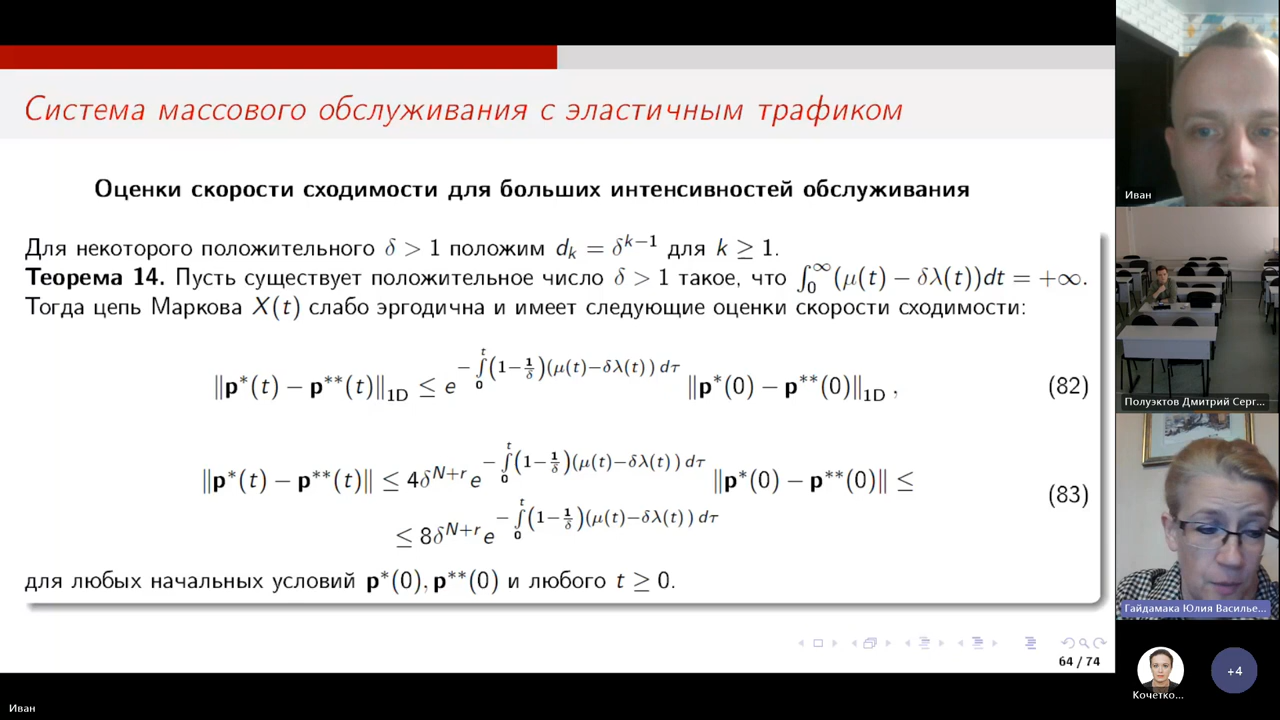 Система массового обслуживания с эластичным трафиком
Оценки скорости сходимости для больших интенсивностей обслуживания
Для некоторого положительного δ > 1 положим d_k = δ^{k−1} для k ≥ 1.
Теорема 14. Пусть существует положительное число δ > 1 такое, что ∫_0^∞(μ(t) − δλ(t))dt = +∞.
Тогда цепь Маркова X(t) слабо эргодична и имеет следующие оценки скорости сходимости:
‖p*(t) − p**(t)‖_{1D} ≤ e^{−∫_0^t(1−1/δ)(μ(t)−δλ(t)) dτ} ‖p*(0) − p**(0)‖_{1D} , (82)
‖p*(t) − p**(t)‖ ≤ 4δ^{N+r} e^{−∫_0^t(1−1/δ)(μ(t)−δλ(t)) dτ} ‖p*(0) − p**(0)‖ ≤
≤ 8δ^{N+r} e^{−∫_0^t(1−1/δ)(μ(t)−δλ(t)) dτ} (83)
для любых начальных условий p*(0), p**(0) и любого t ≥ 0.
64 / 74
Иван
Иван
Полуэктов Дмитрий Серг...
Гайдамака Юлия Василье...
Кочетко...
+4